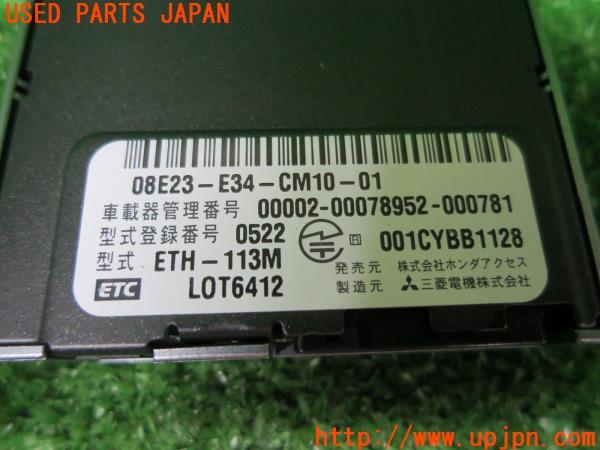 USED PARTS JAPAN
08E23-E34-CM10-01
車載器管理番号 00002-00078952-000781
型式登録番号 0522 001CYBB1128
型式 ETH-113M 発売元 株式会社ホンダアクセス
ETC LOT6412 製造元 三菱電機株式会社
http://www.upjpn.com